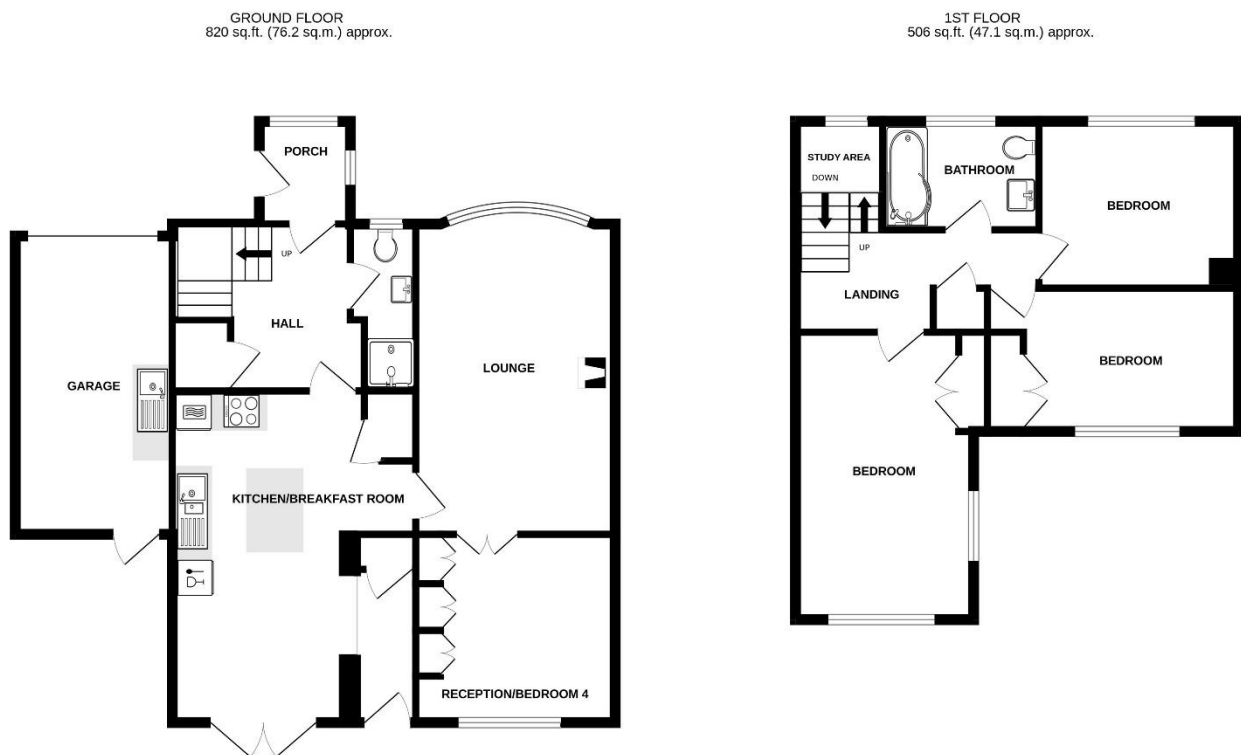 GROUND FLOOR
820 sq.ft. (76.2 sq.m.) approx.
PORCH
UP
HALL
LOUNGE
GARAGE
KITCHEN/BREAKFAST ROOM
RECEPTION/BEDROOM 4
1ST FLOOR
506 sq.ft. (47.1 sq.m.) approx.
STUDY AREA
DOWN
BATHROOM
BEDROOM
UP
LANDING
BEDROOM
BEDROOM